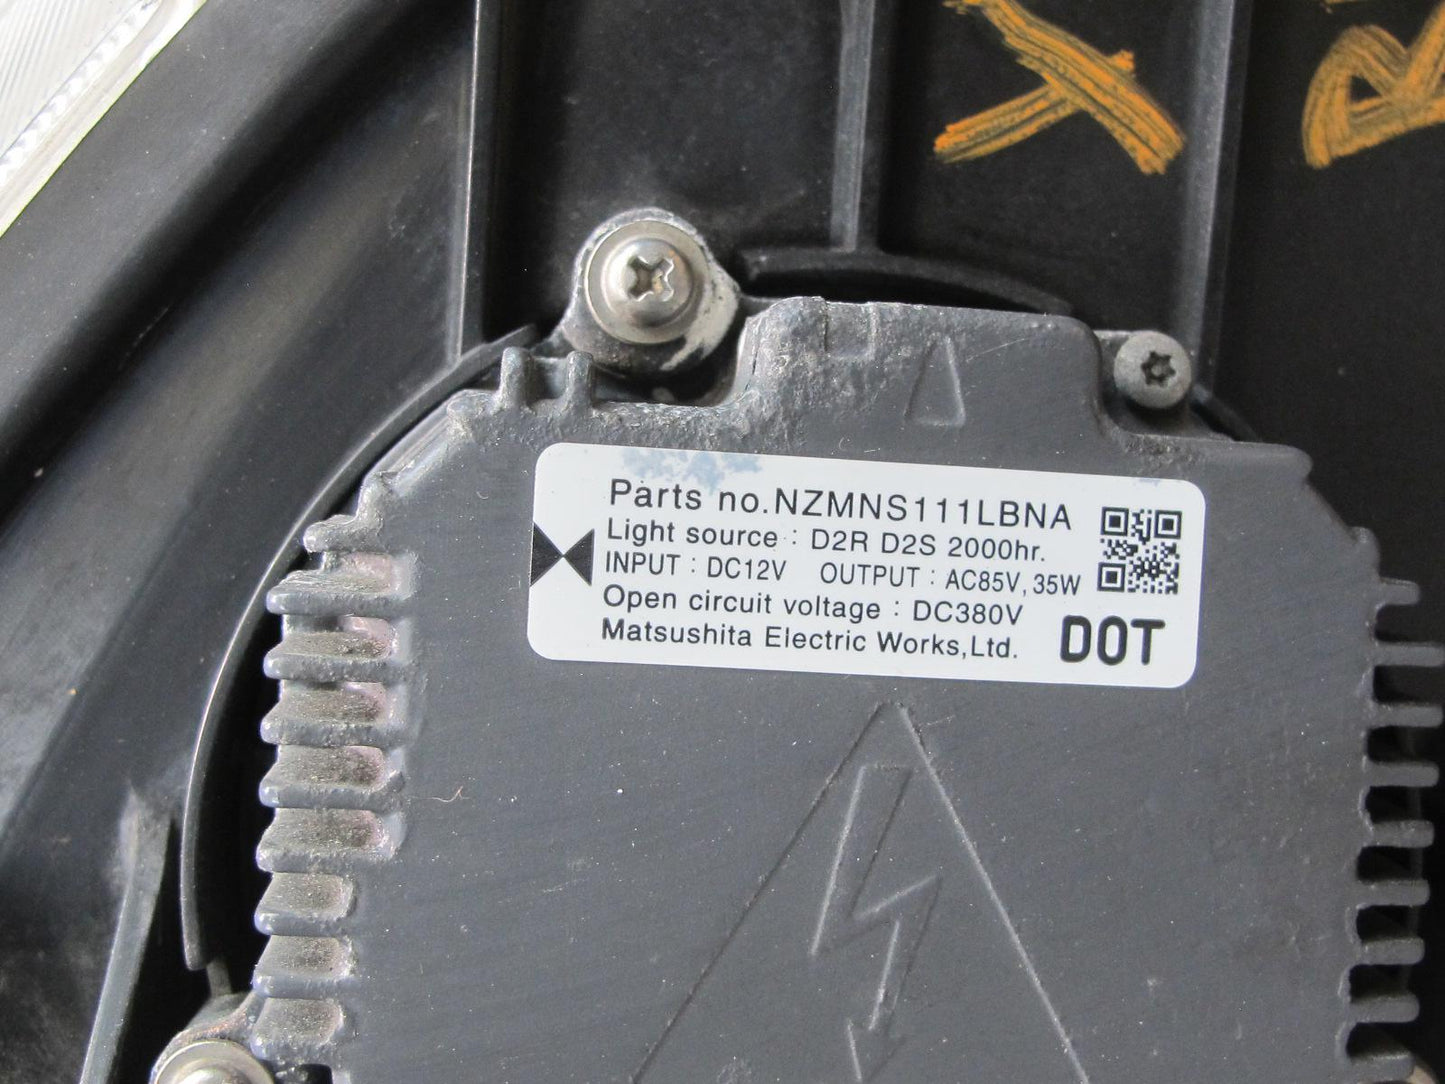 X B
Parts no.NZMNS111LBNA
Light source : D2R D2S 2000hr.
INPUT : DC12V OUTPUT : AC85V, 35W
Open circuit voltage : DC380V
Matsushita Electric Works,Ltd.
DOT